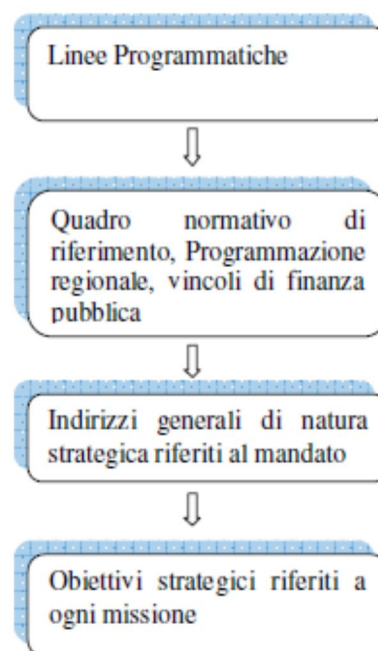 Linee Programmatiche
Quadro normativo di
riferimento, Programmazione
regionale, vincoli di finanza
pubblica
Indirizzi generali di natura
strategica riferiti al mandato
Obiettivi strategici riferiti a
ogni missione